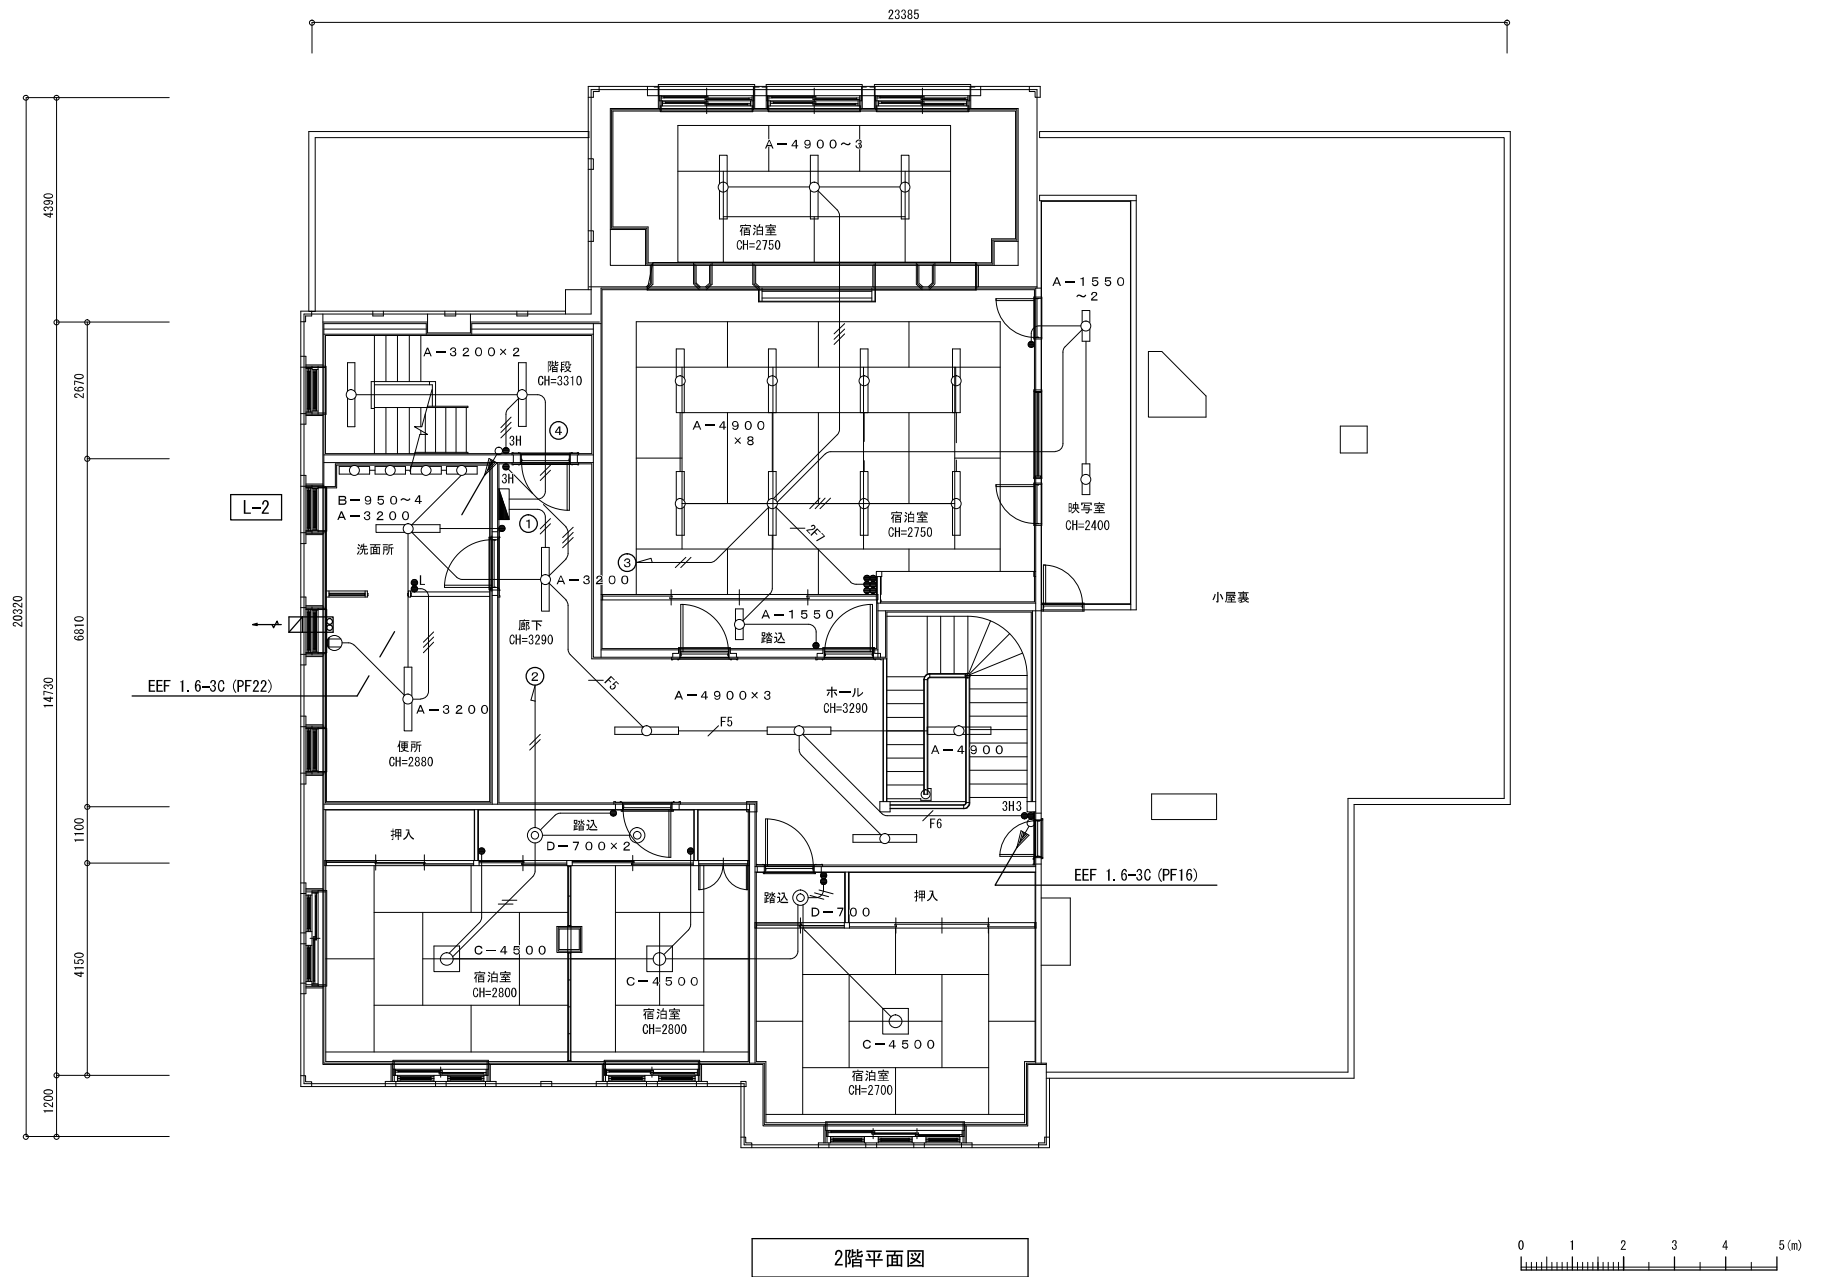 23385
20320
4390
2670
6810
14730
1100
4150
1200
A−4900〜3
宿泊室
CH=2750
A−1550
〜2
A−3200×2
階段
CH=3310
④
3H
3H
A−4900
×8
L-2
B−950〜4
A−3200
①
洗面所
宿泊室
CH=2750
映写室
CH=2400
2F7
③
L
A−3200
小屋裏
廊下
CH=3290
A−1550
踏込
②
EEF 1.6-3C (PF22)
F5
A−4900×3
ホール
CH=3290
A−3200
F5
A−4900
便所
CH=2880
3H3
F6
押入
踏込
D−700×2
EEF 1.6-3C (PF16)
踏込
D−700
押入
C−4500
宿泊室
CH=2800
C−4500
宿泊室
CH=2800
C−4500
宿泊室
CH=2700
2階平面図
0 1 2 3 4 5(m)